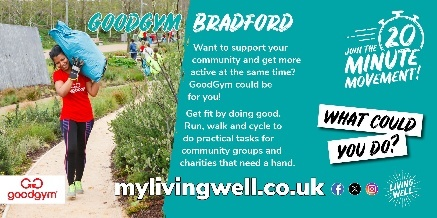 GOODGYM BRADFORD
Want to support your
community and get more
active at the same time?
GoodGym could be
for you!
Get fit by doing good.
Run, walk and cycle to
do practical tasks for
community groups and
charities that need a hand.
JOIN THE 20
MINUTE
MOVEMENT!
WHAT COULD
YOU DO?
goodgym
mylivingwell.co.uk
LIVING
WELL